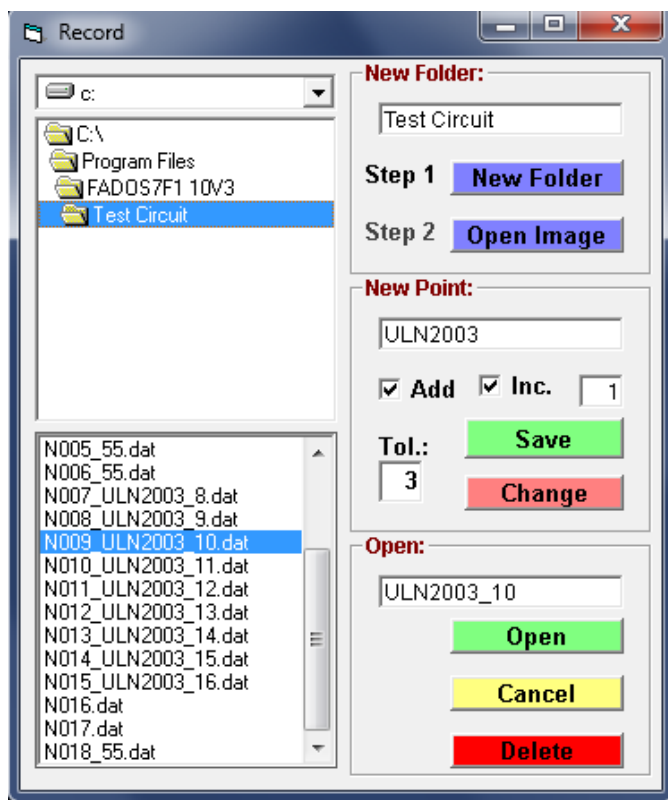 Record
c:
C:\
Program Files
FADOS7F1 10V3
Test Circuit
N005_55.dat
N006_55.dat
N007_ULN2003_8.dat
N008_ULN2003_9.dat
N009_ULN2003_10.dat
N010_ULN2003_11.dat
N011_ULN2003_12.dat
N012_ULN2003_13.dat
N013_ULN2003_14.dat
N014_ULN2003_15.dat
N015_ULN2003_16.dat
N016.dat
N017.dat
N018_55.dat
New Folder:
Test Circuit
Step 1 New Folder
Step 2 Open Image
New Point:
ULN2003
Add Inc. 1
Tol.: Save
3 Change
Open:
ULN2003_10
Open
Cancel
Delete